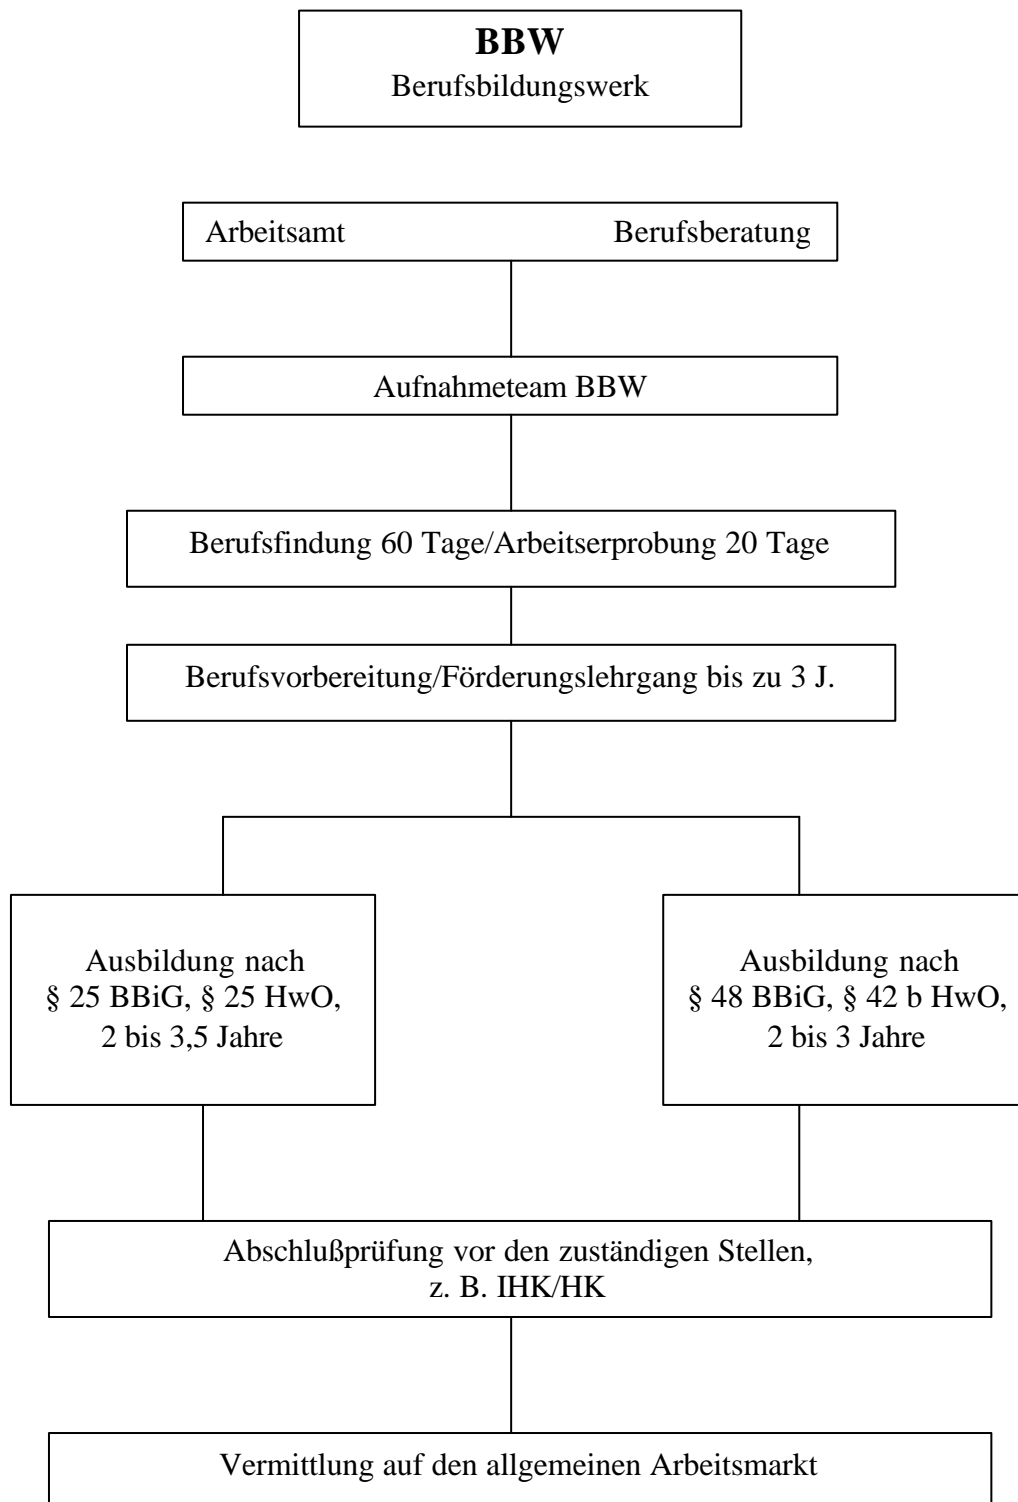 BBW
Berufsbildungswerk
Arbeitsamt Berufsberatung
Aufnahmeteam BBW
Berufsfindung 60 Tage/Arbeitserprobung 20 Tage
Berufsvorbereitung/Förderungslehrgang bis zu 3 J.
Ausbildung nach
§ 25 BBiG, § 25 HwO,
2 bis 3,5 Jahre
Ausbildung nach
§ 48 BBiG, § 42 b HwO,
2 bis 3 Jahre
Abschlußprüfung vor den zuständigen Stellen,
z. B. IHK/HK
Vermittlung auf den allgemeinen Arbeitsmarkt